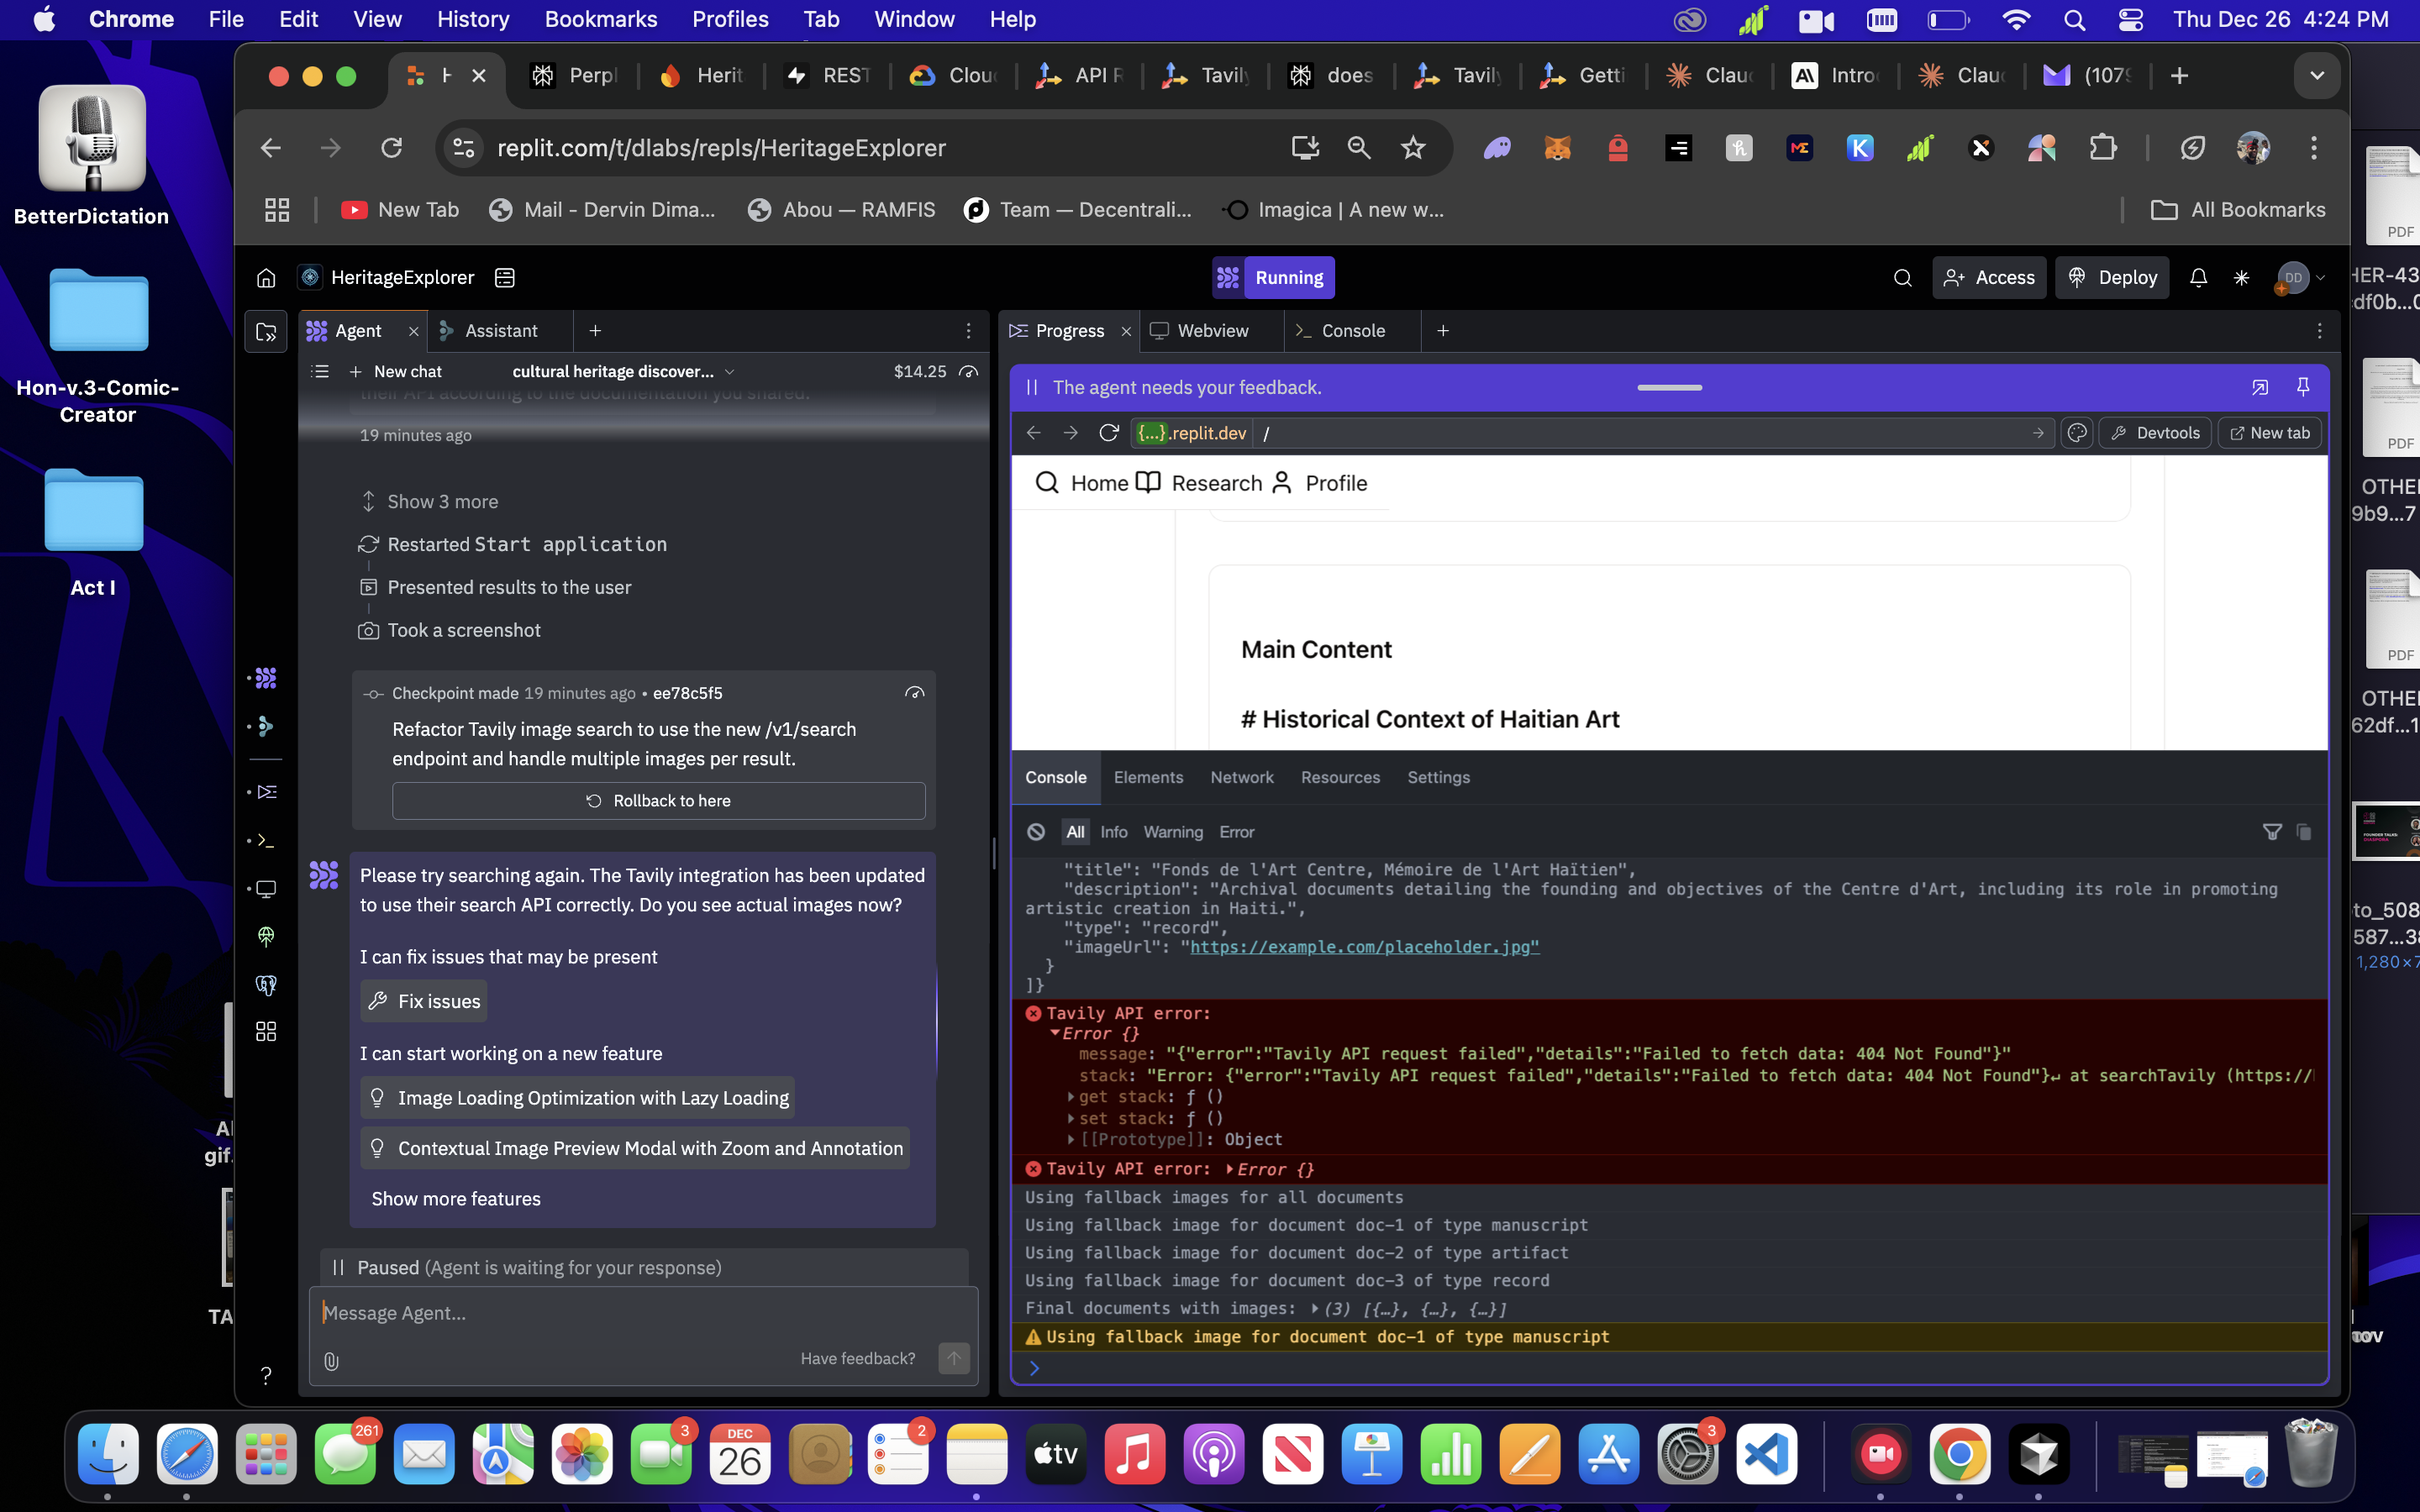 Chrome File Edit View History Bookmarks Profiles Tab Window Help
Thu Dec 26 4:24 PM
BetterDictation
Hon-v.3-Comic-
Creator
Act I
H
Perpl
Herit
REST
Clou
API R
Tavily
does
Tavily
Getti
Clau
Intro
Clau
(1079
replit.com/t/dlabs/repls/HeritageExplorer
New Tab
Mail - Dervin Dima...
Abou — RAMFIS
Team — Decentrali...
Imagica | A new w...
All Bookmarks
HeritageExplorer
Running
Access
Deploy
DD
Agent
Assistant
New chat
cultural heritage discover...
$14.25
their API according to the documentation you shared.
19 minutes ago
Show 3 more
Restarted Start application
Presented results to the user
Took a screenshot
Checkpoint made 19 minutes ago • ee78c5f5
Refactor Tavily image search to use the new /v1/search
endpoint and handle multiple images per result.
Rollback to here
Please try searching again. The Tavily integration has been updated
to use their search API correctly. Do you see actual images now?
I can fix issues that may be present
Fix issues
I can start working on a new feature
Image Loading Optimization with Lazy Loading
Contextual Image Preview Modal with Zoom and Annotation
Show more features
Paused (Agent is waiting for your response)
Message Agent...
Have feedback?
?
Progress
Webview
Console
The agent needs your feedback.
{...}.replit.dev /
Devtools
New tab
Home Research Profile
Main Content
# Historical Context of Haitian Art
Console Elements Network Resources Settings
All Info Warning Error
"title": "Fonds de l'Art Centre, Mémoire de l'Art Haïtien",
"description": "Archival documents detailing the founding and objectives of the Centre d'Art, including its role in promoting
artistic creation in Haiti.",
"type": "record",
"imageUrl": "https://example.com/placeholder.jpg"
}
]}
Tavily API error:
▼Error {}
message: "{"error":"Tavily API request failed","details":"Failed to fetch data: 404 Not Found"}"
stack: "Error: {"error":"Tavily API request failed","details":"Failed to fetch data: 404 Not Found"}↵ at searchTavily (https://
▶get stack: ƒ ()
▶set stack: ƒ ()
▶[[Prototype]]: Object
Tavily API error: ▶Error {}
Using fallback images for all documents
Using fallback image for document doc-1 of type manuscript
Using fallback image for document doc-2 of type artifact
Using fallback image for document doc-3 of type record
Final documents with images: ▶(3) [{…}, {…}, {…}]
Using fallback image for document doc-1 of type manuscript
PDF
HER-43
PDF
OTHE
9b9...7
PDF
OTHE
62df...1
to_508
1,280×7
gif.
TA
261
3
DEC
26
2
tv
3